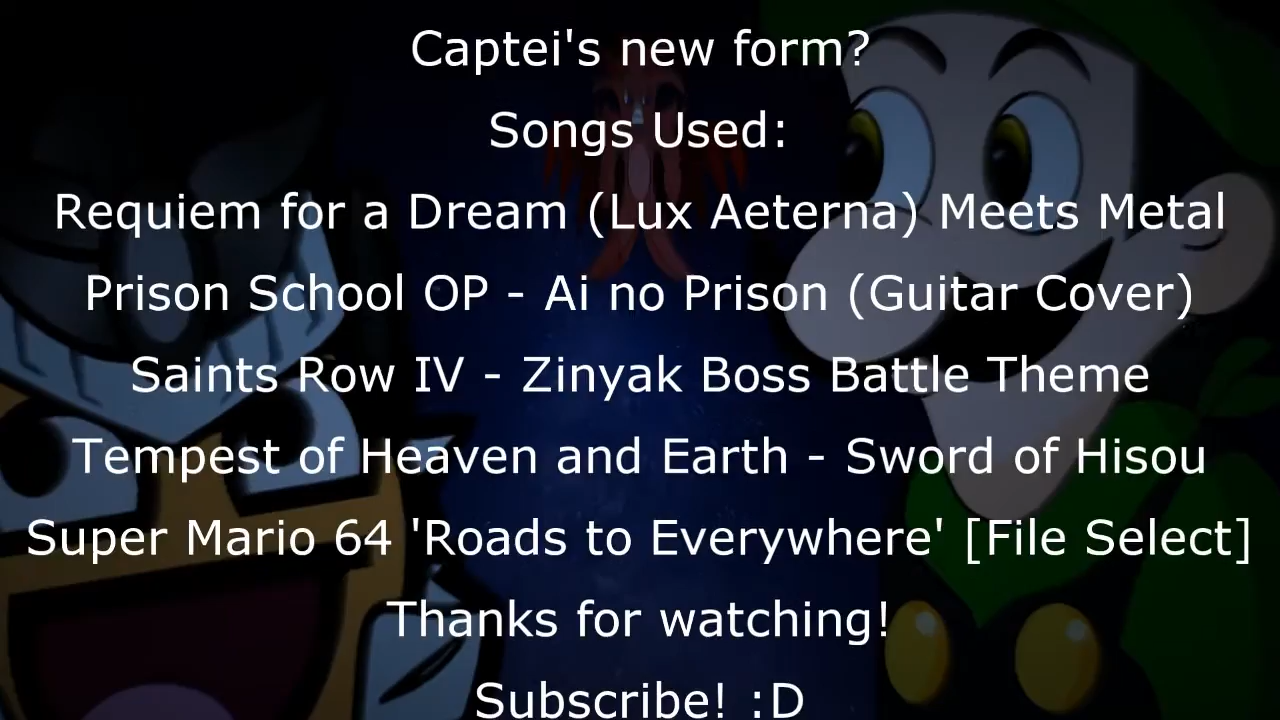 Captei's new form?
Songs Used:
Requiem for a Dream (Lux Aeterna) Meets Metal
Prison School OP - Ai no Prison (Guitar Cover)
Saints Row IV - Zinyak Boss Battle Theme
Tempest of Heaven and Earth - Sword of Hisou
Super Mario 64 'Roads to Everywhere' [File Select]
Thanks for watching!
Subscribe! :D